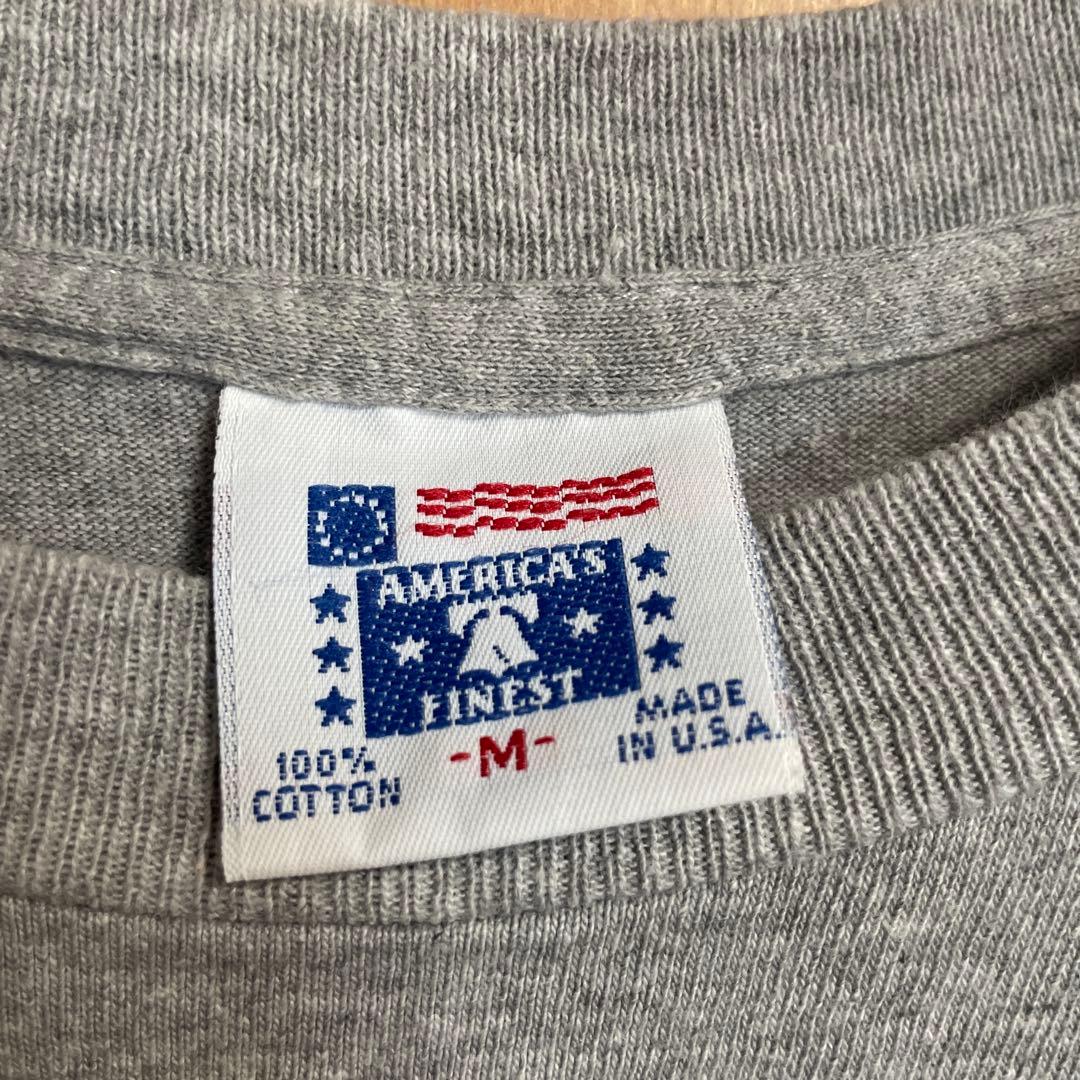 AMERICA'S
FINEST
100%
COTTON
-M-
MADE
IN U.S.A.